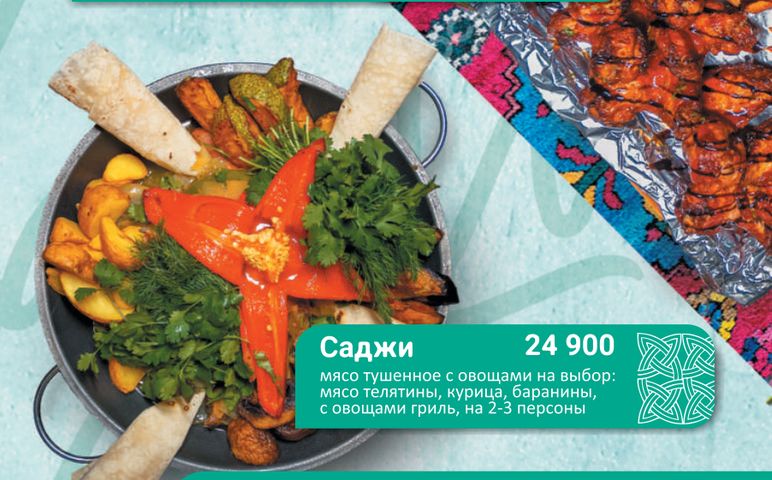 Саджи 24 900
мясо тушенное с овощами на выбор:
мясо телятины, курица, баранины,
с овощами гриль, на 2-3 персоны